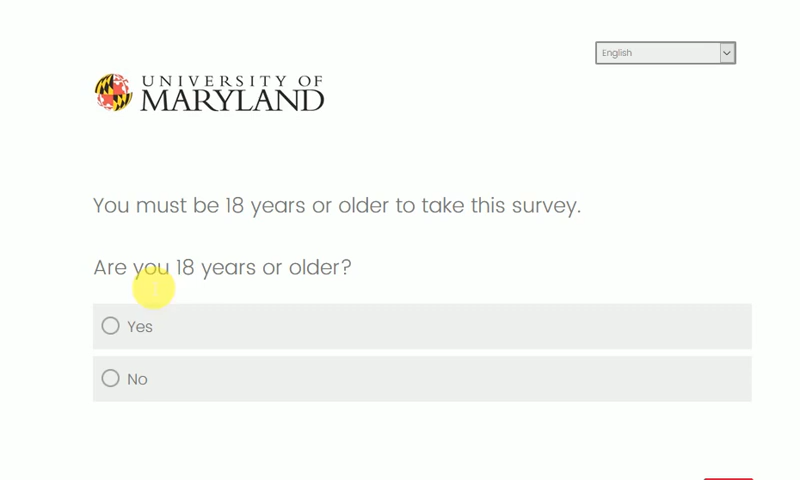 English
UNIVERSITY OF
MARYLAND
You must be 18 years or older to take this survey.
Are you 18 years or older?
Yes
No